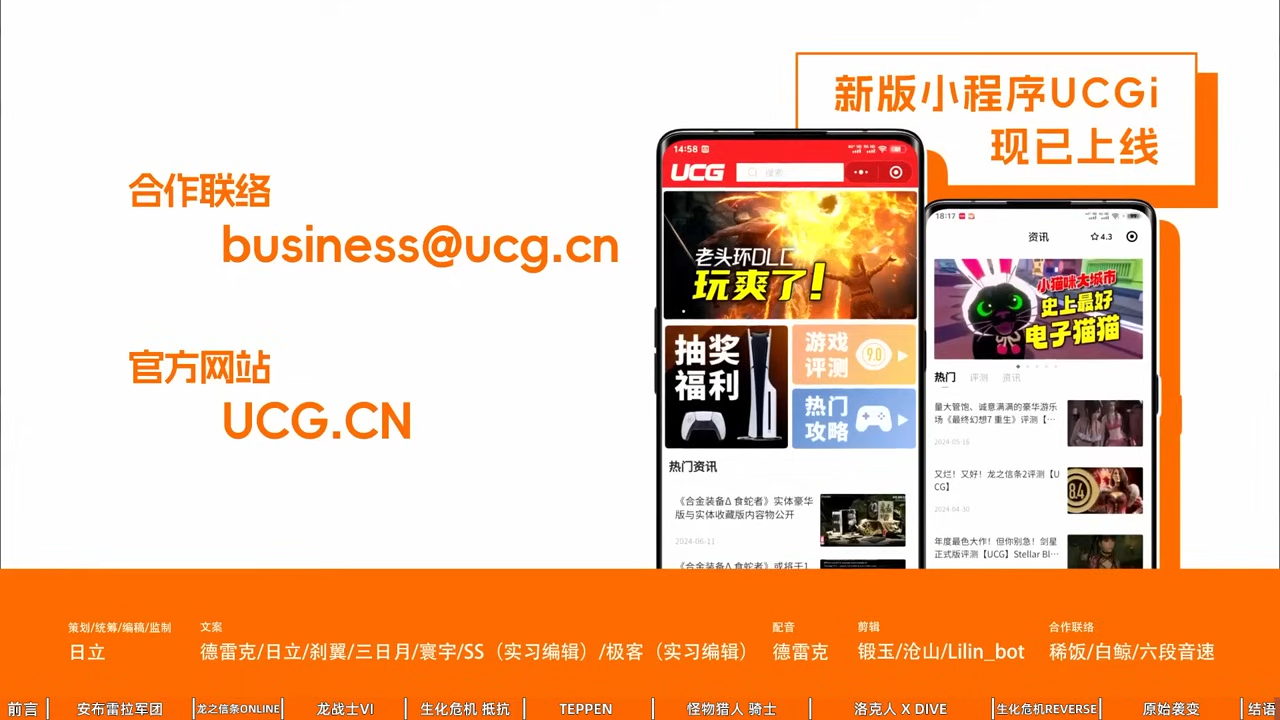 新版小程序UCGi
现已上线
合作联络
business@ucg.cn
官方网站
UCG.CN
14:58
UCG
搜索
老头环DLC
玩爽了!
抽奖
福利
游戏
评测
9.0
热门
攻略
热门资讯
《合金装备Δ 食蛇者》实体豪华
版与实体收藏版内容物公开
2024-06-11
《合金装备Δ 食蛇者》或将于1
18:17
资讯
4.3
小猫咪大城市
史上最好
电子猫猫
热门 评测 资讯
量大管饱、诚意满满的豪华游乐
场《最终幻想7 重生》评测【…
2024-05-16
又烂！又好！龙之信条2评测【U
CG】
8.4
2024-04-30
年度最色大作！但你别急！剑星
正式版评测【UCG】Stellar Bl…
策划/统筹/编稿/监制
日立
文案
德雷克/日立/刹翼/三日月/寰宇/SS（实习编辑）/极客（实习编辑）
配音
德雷克
剪辑
锻玉/沧山/Lilin_bot
合作联络
稀饭/白鲸/六段音速
前言 安布雷拉军团 龙之信条ONLINE 龙战士VI 生化危机 抵抗 TEPPEN 怪物猎人 骑士 洛克人 X DIVE 生化危机REVERSE 原始袭变 结语